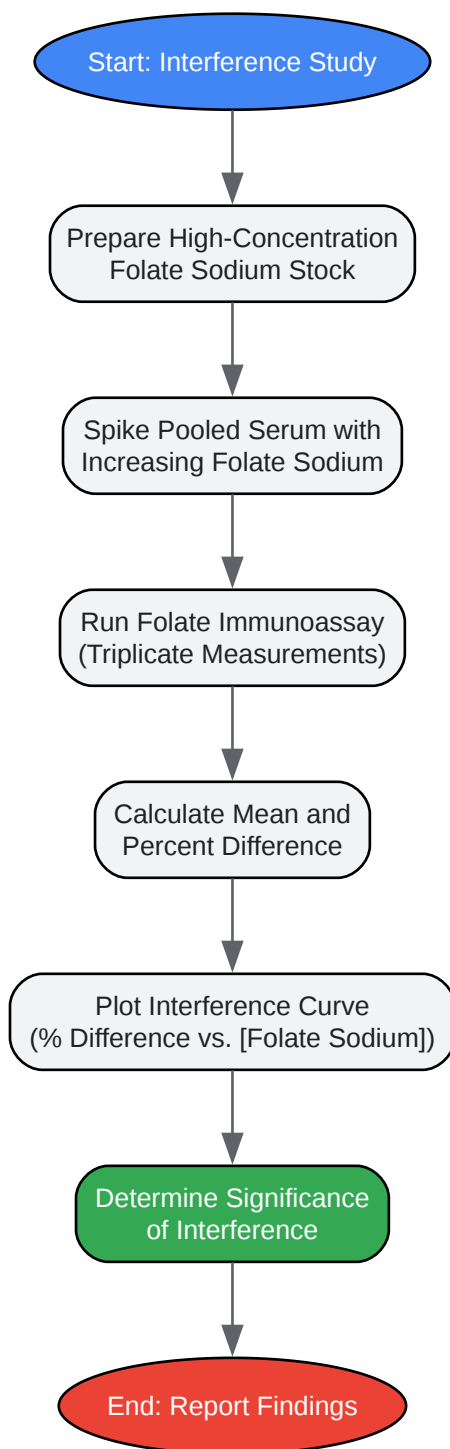 Start: Interference Study
Prepare High-Concentration
Folate Sodium Stock
Spike Pooled Serum with
Increasing Folate Sodium
Run Folate Immunoassay
(Triplicate Measurements)
Calculate Mean and
Percent Difference
Plot Interference Curve
(% Difference vs. [Folate Sodium])
Determine Significance
of Interference
End: Report Findings